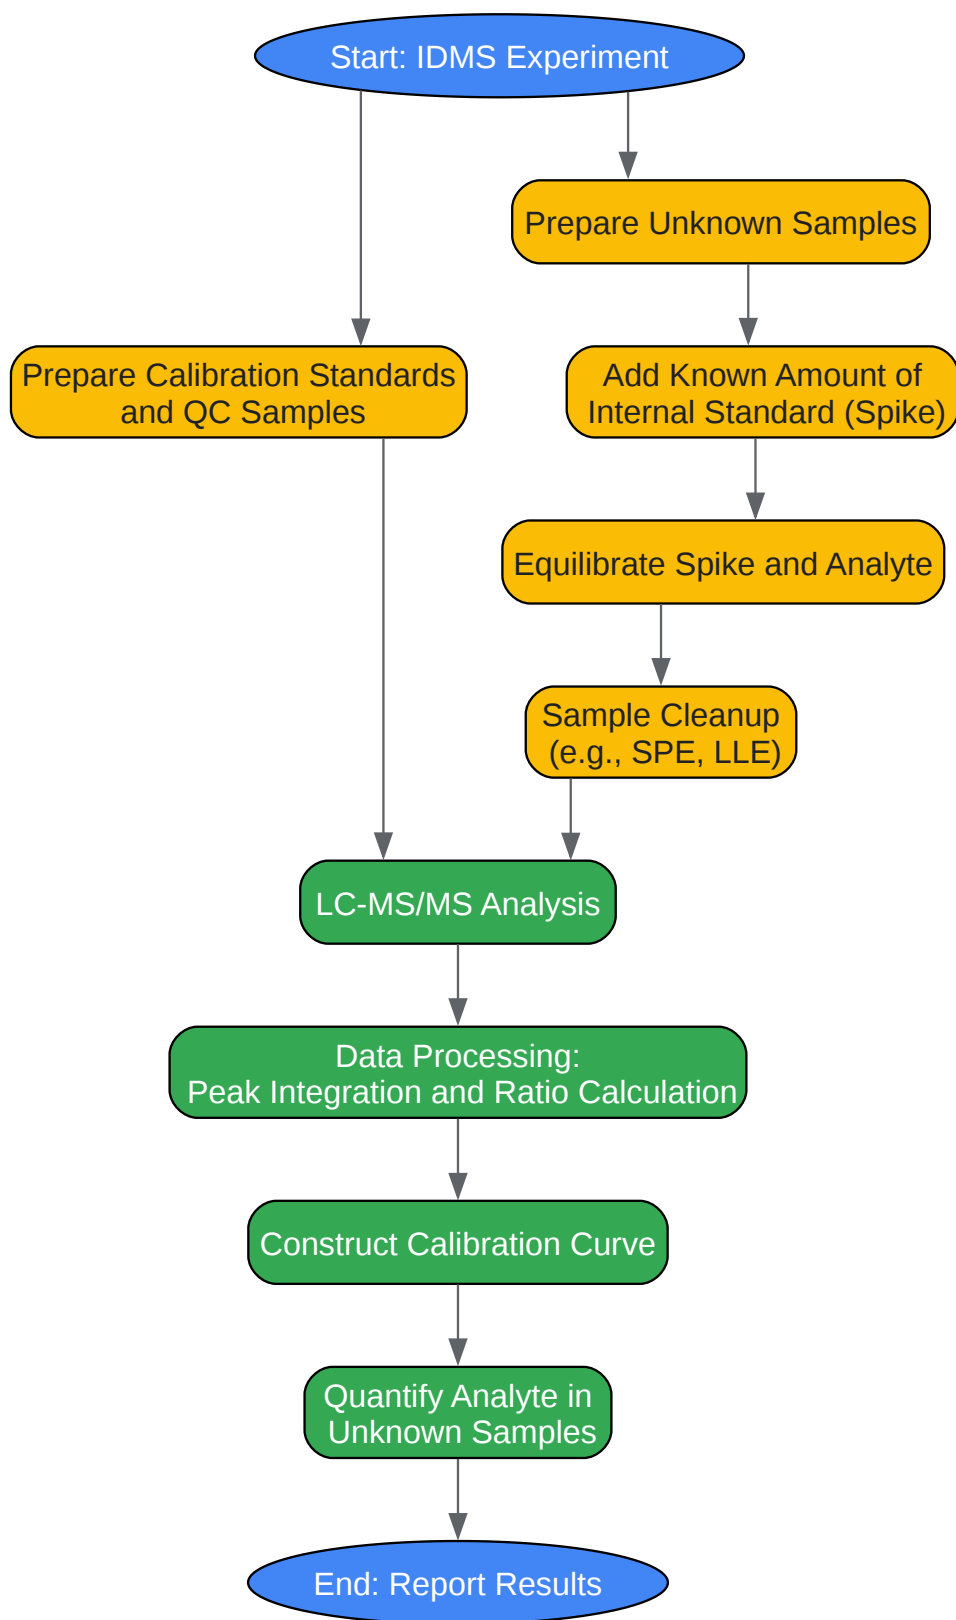 Start: IDMS Experiment
Prepare Unknown Samples
Prepare Calibration Standards
and QC Samples
Add Known Amount of
Internal Standard (Spike)
Equilibrate Spike and Analyte
Sample Cleanup
(e.g., SPE, LLE)
LC-MS/MS Analysis
Data Processing:
Peak Integration and Ratio Calculation
Construct Calibration Curve
Quantify Analyte in
Unknown Samples
End: Report Results